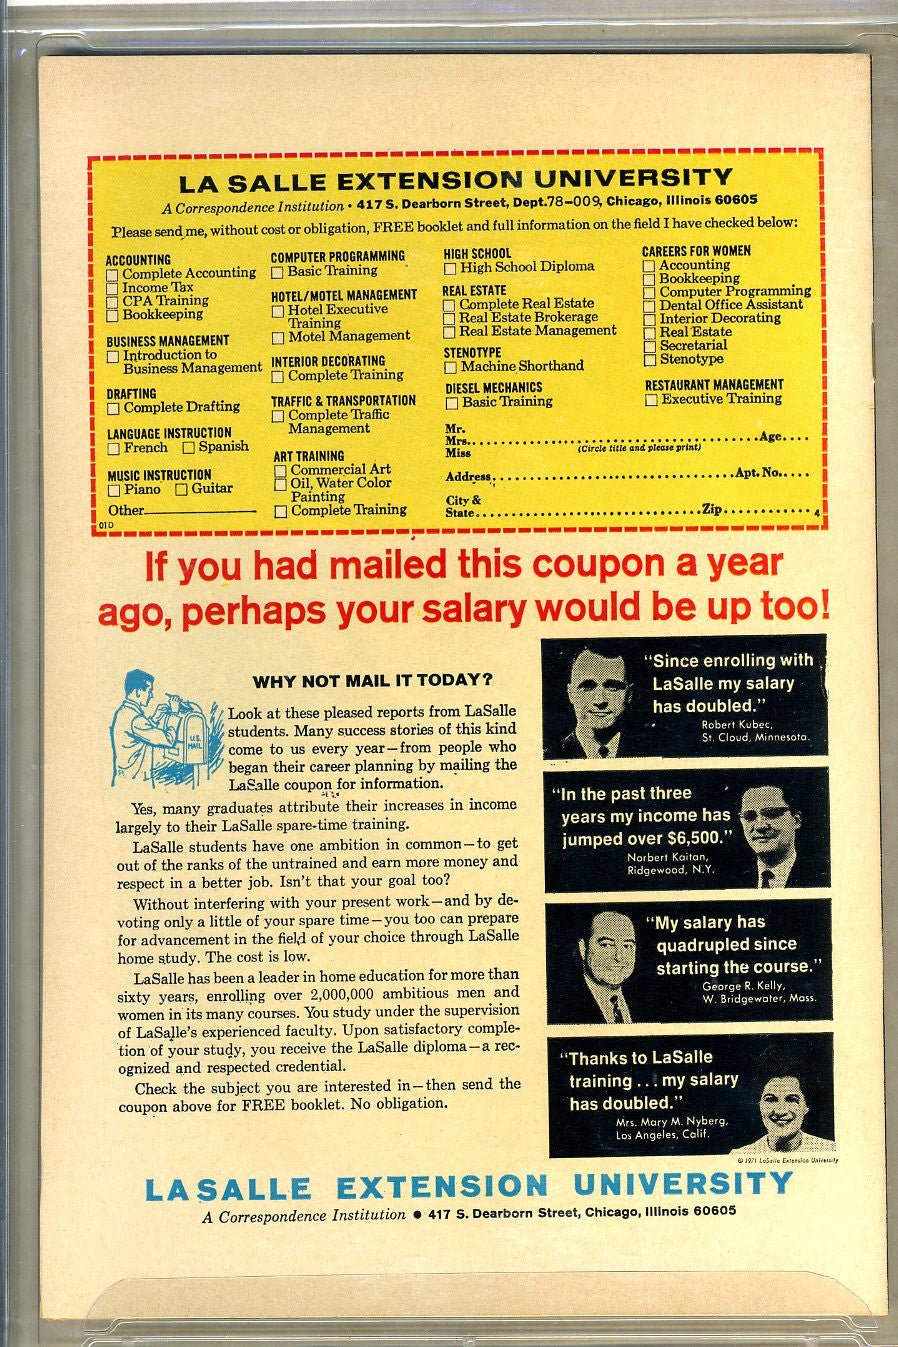 LA SALLE EXTENSION UNIVERSITY
A Correspondence Institution • 417 S. Dearborn Street, Dept.78-009, Chicago, Illinois 60605
Please send me, without cost or obligation, FREE booklet and full information on the field I have checked below:
ACCOUNTING
Complete Accounting
Income Tax
CPA Training
Bookkeeping
BUSINESS MANAGEMENT
Introduction to
Business Management
DRAFTING
Complete Drafting
LANGUAGE INSTRUCTION
French Spanish
MUSIC INSTRUCTION
Piano Guitar
Other
01D
COMPUTER PROGRAMMING
Basic Training
HOTEL/MOTEL MANAGEMENT
Hotel Executive
Training
Motel Management
INTERIOR DECORATING
Complete Training
TRAFFIC & TRANSPORTATION
Complete Traffic
Management
ART TRAINING
Commercial Art
Oil, Water Color
Painting
Complete Training
HIGH SCHOOL
High School Diploma
REAL ESTATE
Complete Real Estate
Real Estate Brokerage
Real Estate Management
STENOTYPE
Machine Shorthand
DIESEL MECHANICS
Basic Training
CAREERS FOR WOMEN
Accounting
Bookkeeping
Computer Programming
Dental Office Assistant
Interior Decorating
Real Estate
Secretarial
Stenotype
RESTAURANT MANAGEMENT
Executive Training
Mr.
Mrs. Age
Miss (Circle title and please print)
Address Apt. No.
City &
State Zip 4
If you had mailed this coupon a year
ago, perhaps your salary would be up too!
WHY NOT MAIL IT TODAY?
U.S.
MAIL
Look at these pleased reports from LaSalle
students. Many success stories of this kind
come to us every year—from people who
began their career planning by mailing the
LaSalle coupon for information.
Yes, many graduates attribute their increases in income
largely to their LaSalle spare-time training.
LaSalle students have one ambition in common—to get
out of the ranks of the untrained and earn more money and
respect in a better job. Isn't that your goal too?
Without interfering with your present work—and by de-
voting only a little of your spare time—you too can prepare
for advancement in the field of your choice through LaSalle
home study. The cost is low.
LaSalle has been a leader in home education for more than
sixty years, enrolling over 2,000,000 ambitious men and
women in its many courses. You study under the supervision
of LaSalle's experienced faculty. Upon satisfactory comple-
tion of your study, you receive the LaSalle diploma—a rec-
ognized and respected credential.
Check the subject you are interested in—then send the
coupon above for FREE booklet. No obligation.
"Since enrolling with
LaSalle my salary
has doubled."
Robert Kubec,
St. Cloud, Minnesota.
"In the past three
years my income has
jumped over $6,500."
Norbert Kaitan,
Ridgewood, N.Y.
"My salary has
quadrupled since
starting the course."
George R. Kelly,
W. Bridgewater, Mass.
"Thanks to LaSalle
training ... my salary
has doubled."
Mrs. Mary M. Nyberg,
Los Angeles, Calif.
© 1971 LaSalle Extension University
LASALLE EXTENSION UNIVERSITY
A Correspondence Institution • 417 S. Dearborn Street, Chicago, Illinois 60605